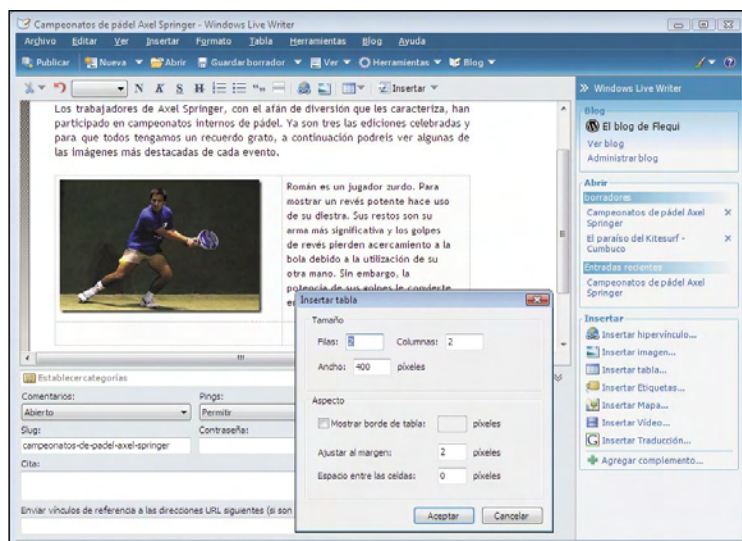 Campeonatos de pádel Axel Springer - Windows Live Writer
Archivo Editar Ver Insertar Formato Tabla Herramientas Blog Ayuda
Publicar Nueva Abrir Guardar borrador Ver Herramientas Blog
N K S H Insertar
Los trabajadores de Axel Springer, con el afán de diversión que les caracteriza, han
participado en campeonatos internos de pádel. Ya son tres las ediciones celebradas y
para que todos tengamos un recuerdo grato, a continuación podreis ver algunas de
las imágenes más destacadas de cada evento.
Román es un jugador zurdo. Para
mostrar un revés potente hace uso
de su diestra. Sus restos son su
arma más significativa y los golpes
de revés pierden acercamiento a la
bola debido a la utilización de su
otra mano. Sin embargo, la
potencia de sus golpes le convierte
Insertar tabla
Tamaño
Filas: 2 Columnas: 2
Ancho: 400 píxeles
Aspecto
Mostrar borde de tabla: píxeles
Ajustar al margen: 2 píxeles
Espacio entre las celdas: 0 píxeles
Aceptar Cancelar
Establecer categorías
Comentarios: Pings:
Abierto Permitir
Slug: Contraseña:
campeonatos-de-padel-axel-springer
Cita:
Enviar vínculos de referencia a las direcciones URL siguientes (si son
Windows Live Writer
Blog
El blog de Flequi
Ver blog
Administrar blog
Abrir
borradores
Campeonatos de pádel Axel
Springer
El paraíso del Kitesurf -
Cumbuco
Entradas recientes
Campeonatos de pádel Axel
Springer
Insertar
Insertar hipervínculo...
Insertar imagen...
Insertar tabla...
Insertar Etiquetas...
Insertar Mapa...
Insertar Vídeo...
Insertar Traducción...
Agregar complemento...